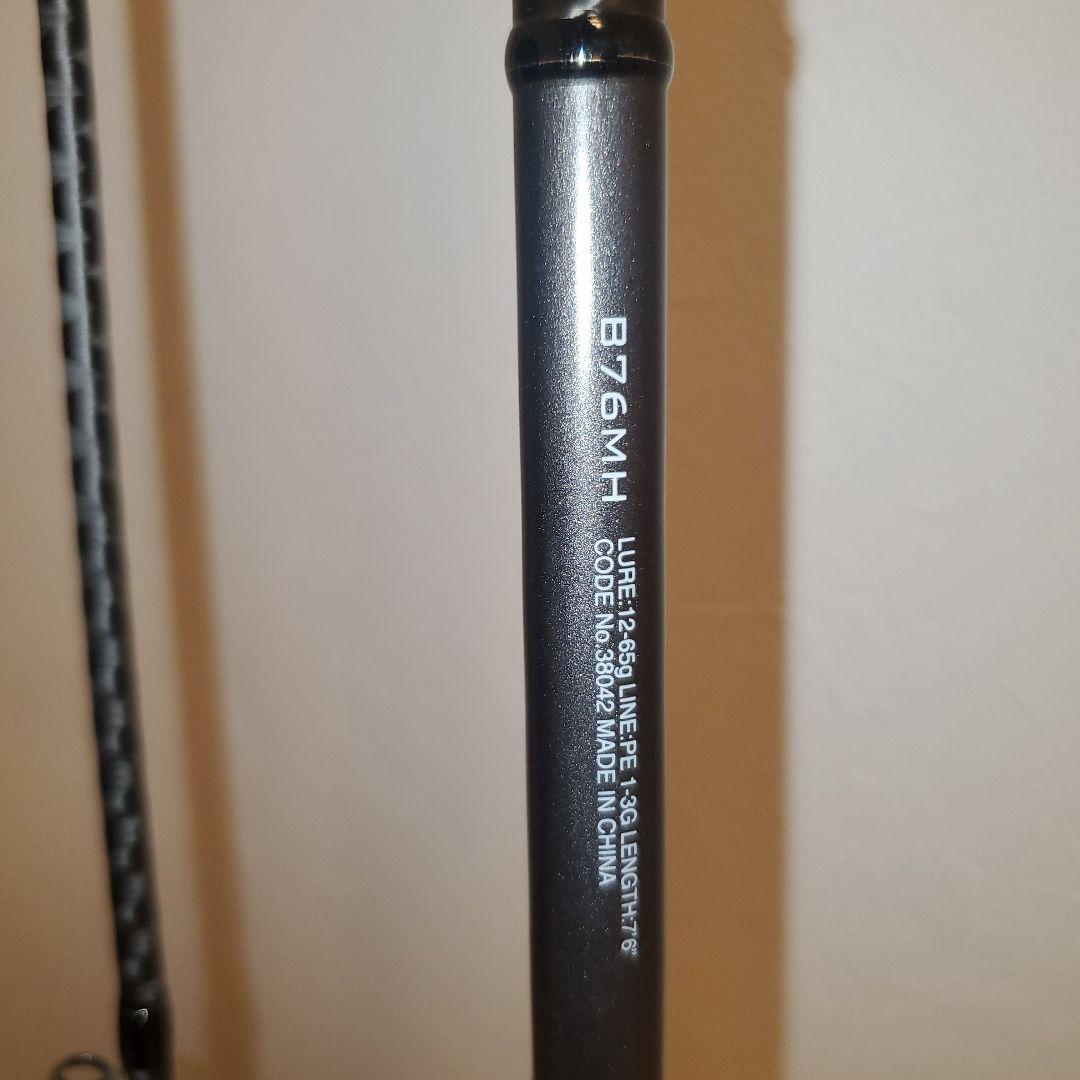 B76MH
LURE:12-65g LINE:PE 1-3G LENGTH:7'6"
CODE No.38042 MADE IN CHINA